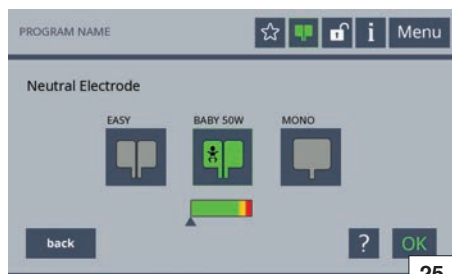 PROGRAM NAME
i Menu
Neutral Electrode
EASY BABY 50W MONO
back ? OK
25